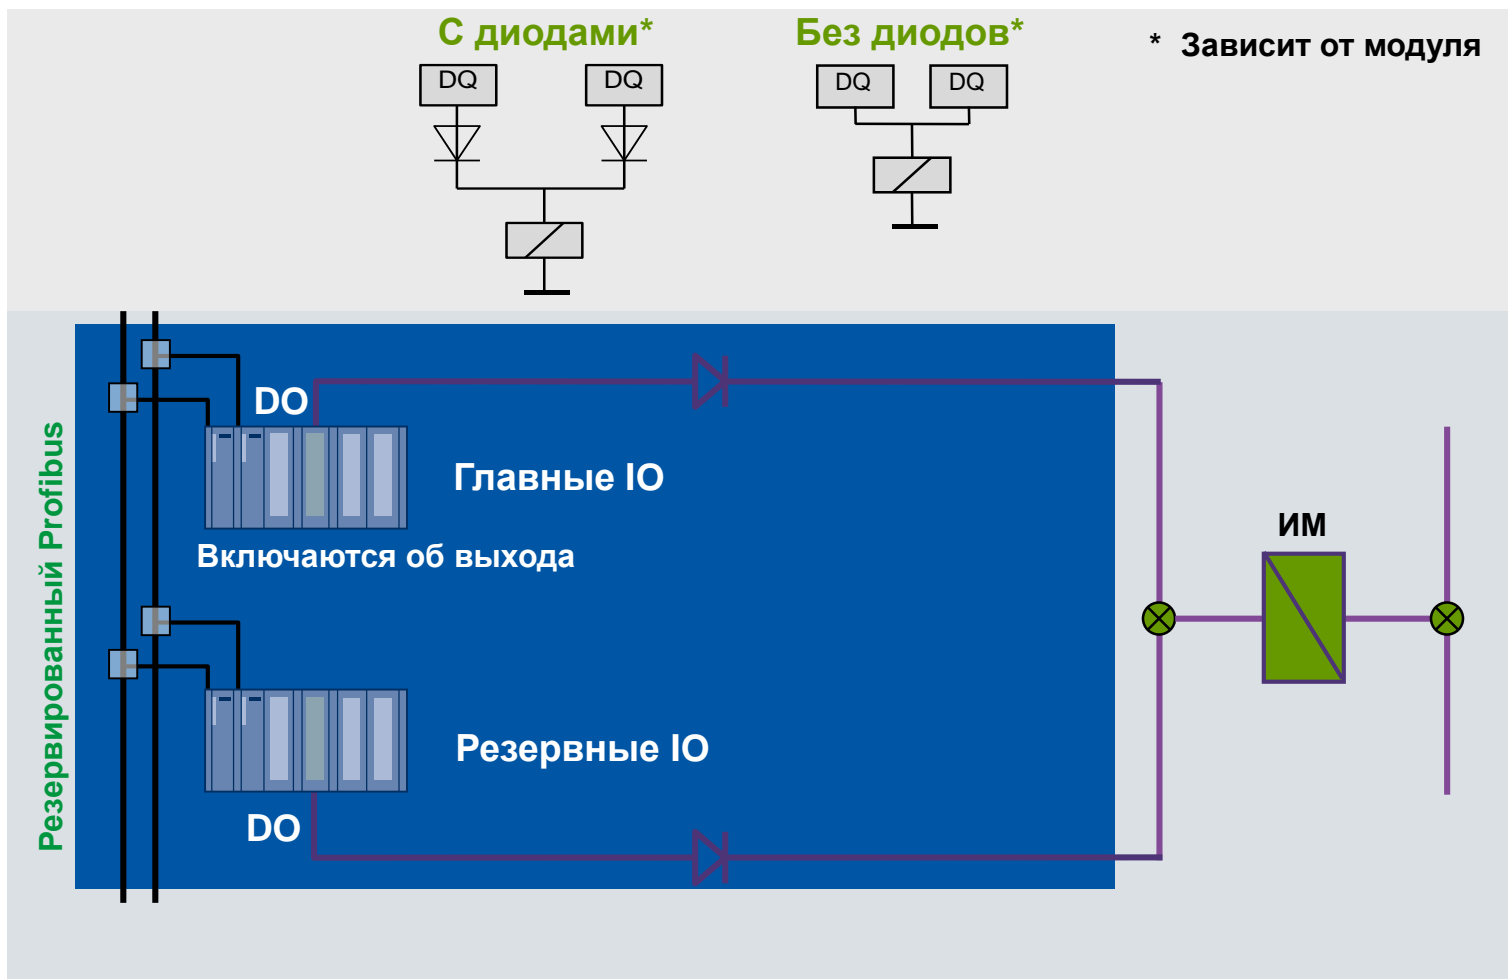 С диодами*
Без диодов*
* Зависит от модуля
DQ
DQ
DQ
DQ
Резервированный Profibus
DO
Главные IO
Включаются об выхода
ИМ
Резервные IO
DO